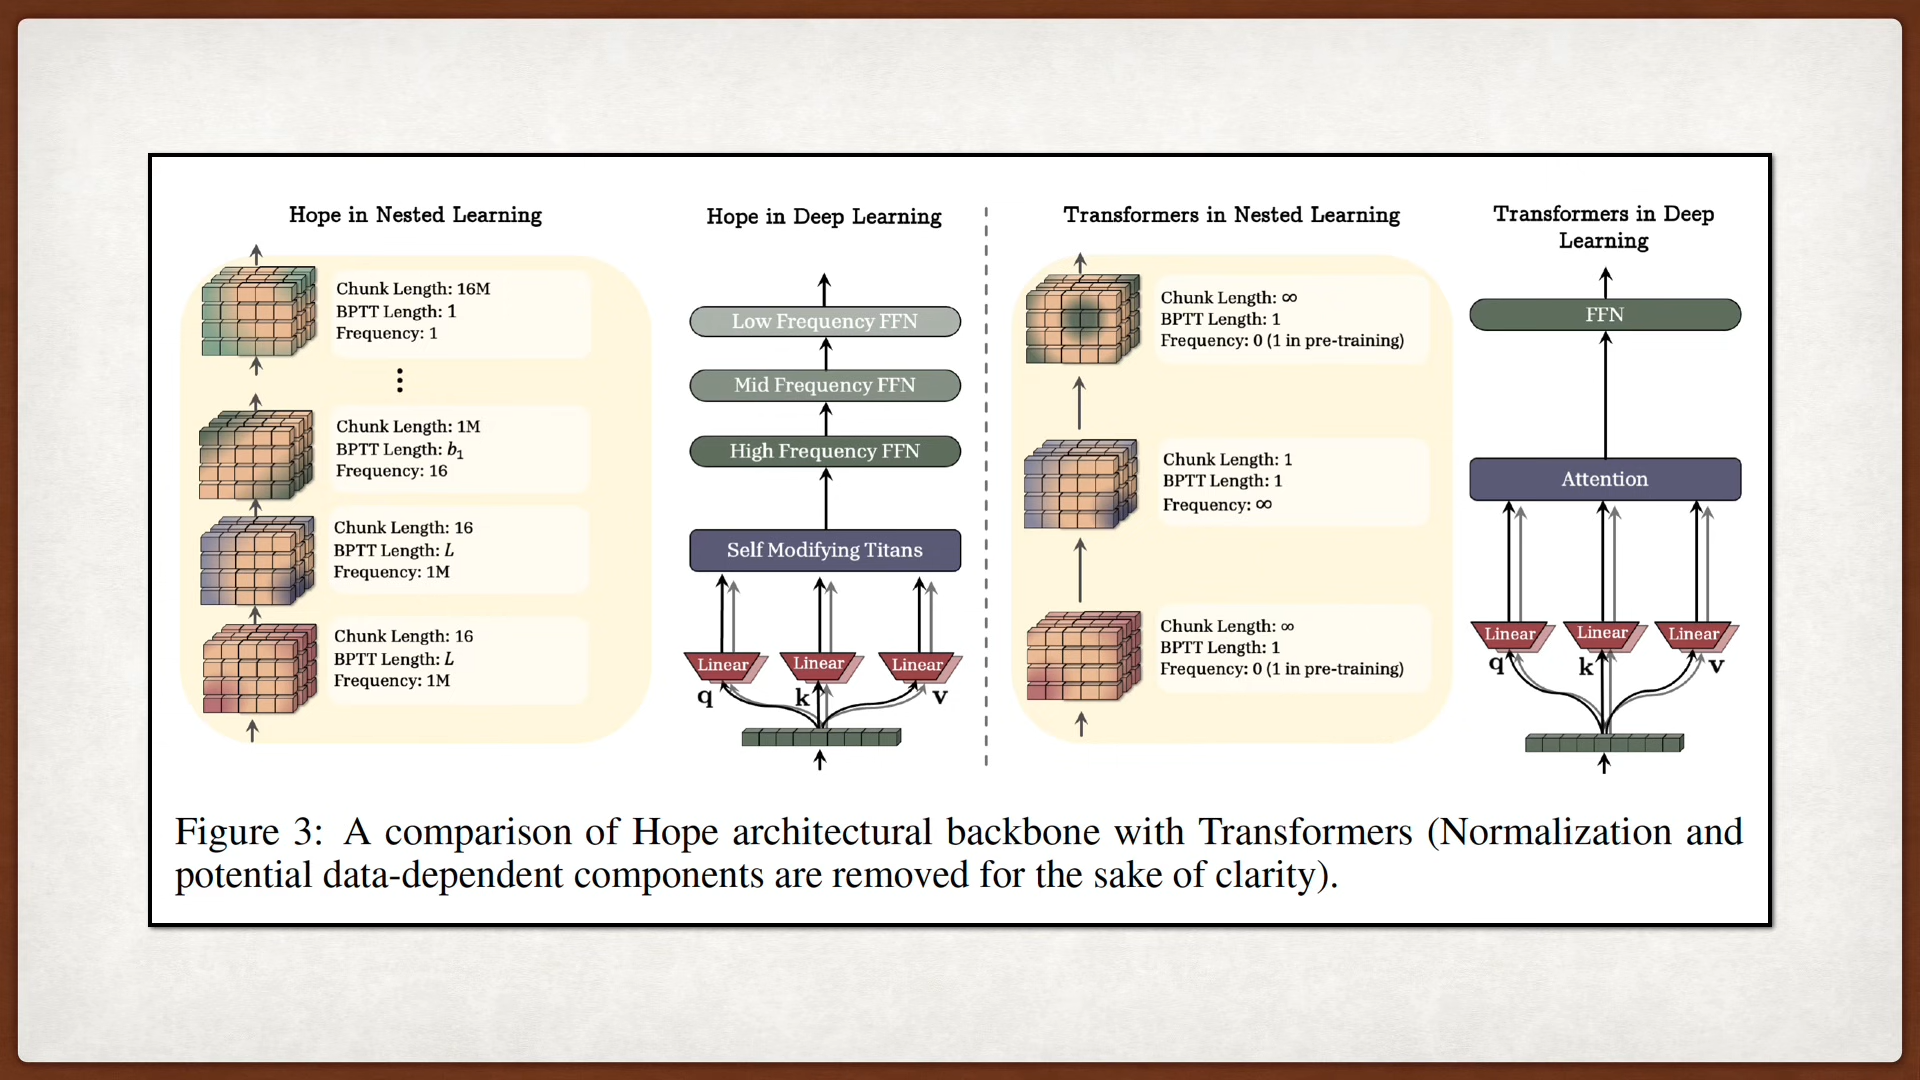 Hope in Nested Learning
Chunk Length: 16M
BPTT Length: 1
Frequency: 1
Chunk Length: 1M
BPTT Length: b₁
Frequency: 16
Chunk Length: 16
BPTT Length: L
Frequency: 1M
Chunk Length: 16
BPTT Length: L
Frequency: 1M
Hope in Deep Learning
Low Frequency FFN
Mid Frequency FFN
High Frequency FFN
Self Modifying Titans
Linear Linear Linear
q k v
Transformers in Nested Learning
Chunk Length: ∞
BPTT Length: 1
Frequency: 0 (1 in pre-training)
Chunk Length: 1
BPTT Length: 1
Frequency: ∞
Chunk Length: ∞
BPTT Length: 1
Frequency: 0 (1 in pre-training)
Transformers in Deep
Learning
FFN
Attention
Linear Linear Linear
q k v
Figure 3: A comparison of Hope architectural backbone with Transformers (Normalization and
potential data-dependent components are removed for the sake of clarity).